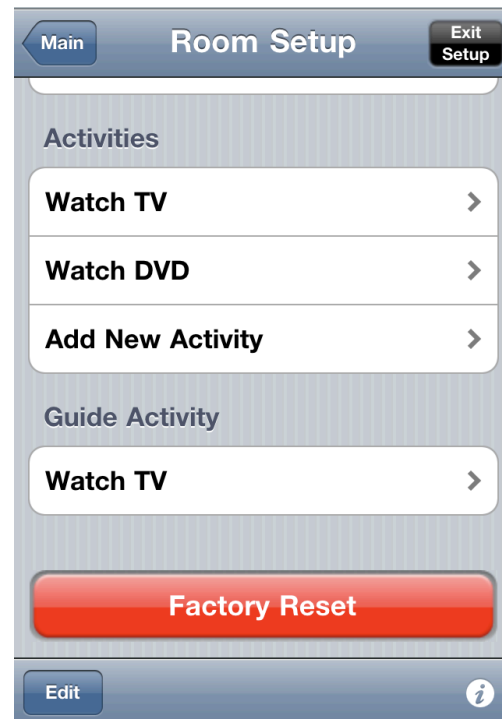 Main
Room Setup
Exit
Setup
Activities
Watch TV
Watch DVD
Add New Activity
Guide Activity
Watch TV
Factory Reset
Edit
i